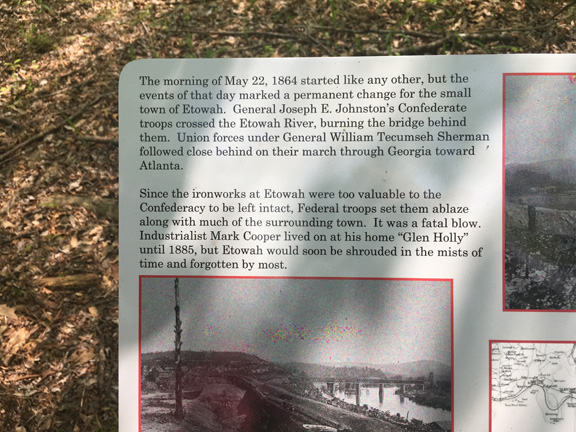 The morning of May 22, 1864 started like any other, but the
events of that day marked a permanent change for the small
town of Etowah. General Joseph E. Johnston's Confederate
troops crossed the Etowah River, burning the bridge behind
them. Union forces under General William Tecumseh Sherman
followed close behind on their march through Georgia toward
Atlanta.
Since the ironworks at Etowah were too valuable to the
Confederacy to be left intact, Federal troops set them ablaze
along with much of the surrounding town. It was a fatal blow.
Industrialist Mark Cooper lived on at his home “Glen Holly”
until 1885, but Etowah would soon be shrouded in the mists of
time and forgotten by most.